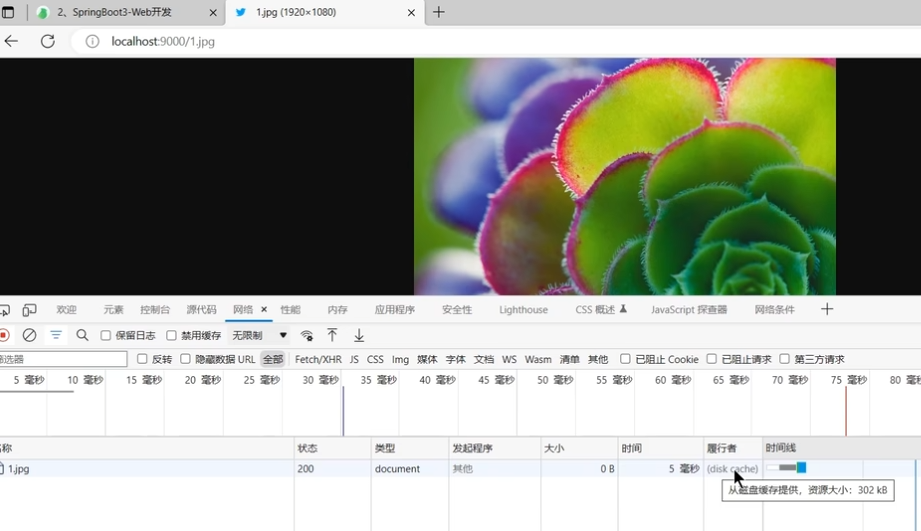 2、SpringBoot3-Web开发 × 1.jpg (1920×1080) × +
localhost:9000/1.jpg
欢迎 元素 控制台 源代码 网络 × 性能 内存 应用程序 安全性 Lighthouse CSS 概述 JavaScript 探查器 网络条件 +
保留日志 禁用缓存 无限制
筛选器 反转 隐藏数据 URL 全部 Fetch/XHR JS CSS Img 媒体 字体 文档 WS Wasm 清单 其他 已阻止 Cookie 已阻止请求 第三方请求
5 毫秒 10 毫秒 15 毫秒 20 毫秒 25 毫秒 30 毫秒 35 毫秒 40 毫秒 45 毫秒 50 毫秒 55 毫秒 60 毫秒 65 毫秒 70 毫秒 75 毫秒 80
名称 状态 类型 发起程序 大小 时间 履行者 时间线
1.jpg 200 document 其他 0 B 5 毫秒 (disk cache)
从磁盘缓存提供，资源大小：302 kB